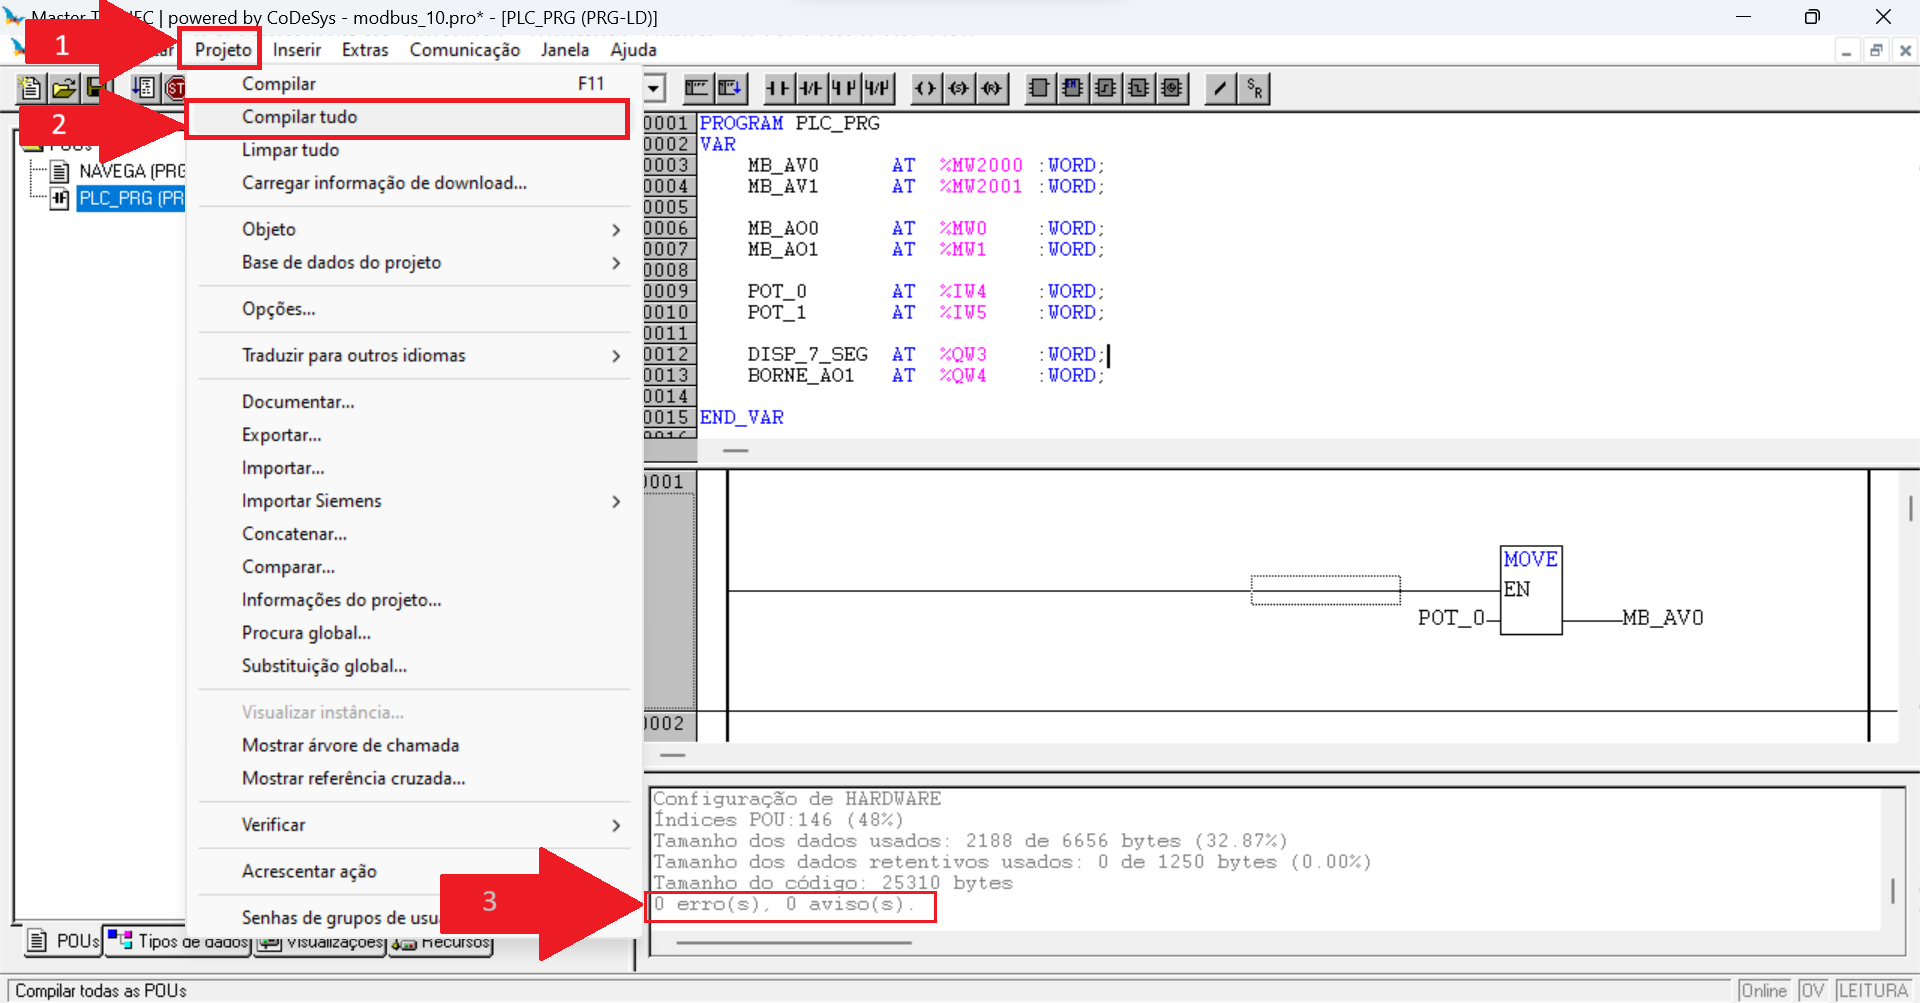 Master T IEC | powered by CoDeSys - modbus_10.pro* - [PLC_PRG (PRG-LD)]
1
Projeto Inserir Extras Comunicação Janela Ajuda
2
Compilar F11
Compilar tudo
Limpar tudo
Carregar informação de download...
Objeto
Base de dados do projeto
Opções...
Traduzir para outros idiomas
Documentar...
Exportar...
Importar...
Importar Siemens
Concatenar...
Comparar...
Informações do projeto...
Procura global...
Substituição global...
Visualizar instância...
Mostrar árvore de chamada
Mostrar referência cruzada...
Verificar
Acrescentar ação
Senhas de grupos de usu
POUs
NAVEGA (PRG
PLC_PRG (PR
0001 PROGRAM PLC_PRG
0002 VAR
0003 MB_AV0 AT %MW2000 :WORD;
0004 MB_AV1 AT %MW2001 :WORD;
0005
0006 MB_AO0 AT %MW0 :WORD;
0007 MB_AO1 AT %MW1 :WORD;
0008
0009 POT_0 AT %IW4 :WORD;
0010 POT_1 AT %IW5 :WORD;
0011
0012 DISP_7_SEG AT %QW3 :WORD;
0013 BORNE_AO1 AT %QW4 :WORD;
0014
0015 END_VAR
0016
0001
MOVE
EN
POT_0 MB_AV0
0002
Configuração de HARDWARE
Índices POU:146 (48%)
Tamanho dos dados usados: 2188 de 6656 bytes (32.87%)
Tamanho dos dados retentivos usados: 0 de 1250 bytes (0.00%)
Tamanho do código: 25310 bytes
0 erro(s), 0 aviso(s).
3
POUs Tipos de dados Visualizações Recursos
Compilar todas as POUs Online OV LEITURA